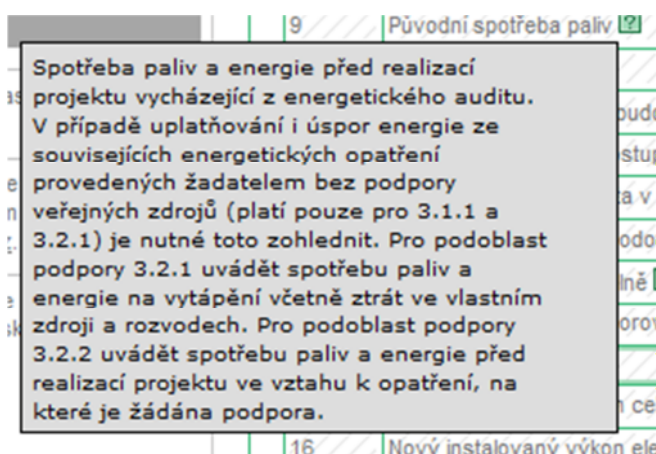 9 Původní spotřeba paliv ?
Spotřeba paliv a energie před realizací
projektu vycházející z energetického auditu.
V případě uplatňování i úspor energie ze
souvisejících energetických opatření
provedených žadatelem bez podpory
veřejných zdrojů (platí pouze pro 3.1.1 a
3.2.1) je nutné toto zohlednit. Pro podoblast
podpory 3.2.1 uvádět spotřebu paliv a
energie na vytápění včetně ztrát ve vlastním
zdroji a rozvodech. Pro podoblast podpory
3.2.2 uvádět spotřebu paliv a energie před
realizací projektu ve vztahu k opatření, na
které je žádána podpora.
16 Nový instalovaný výkon